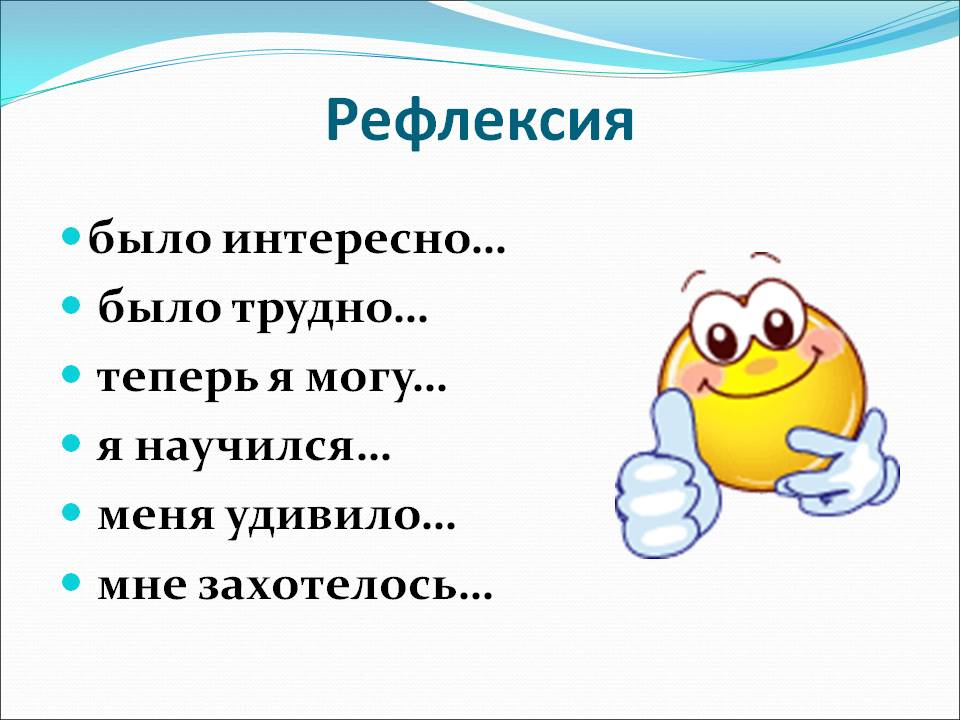 Рефлексия
было интересно...
было трудно...
теперь я могу...
я научился...
меня удивило...
мне захотелось...